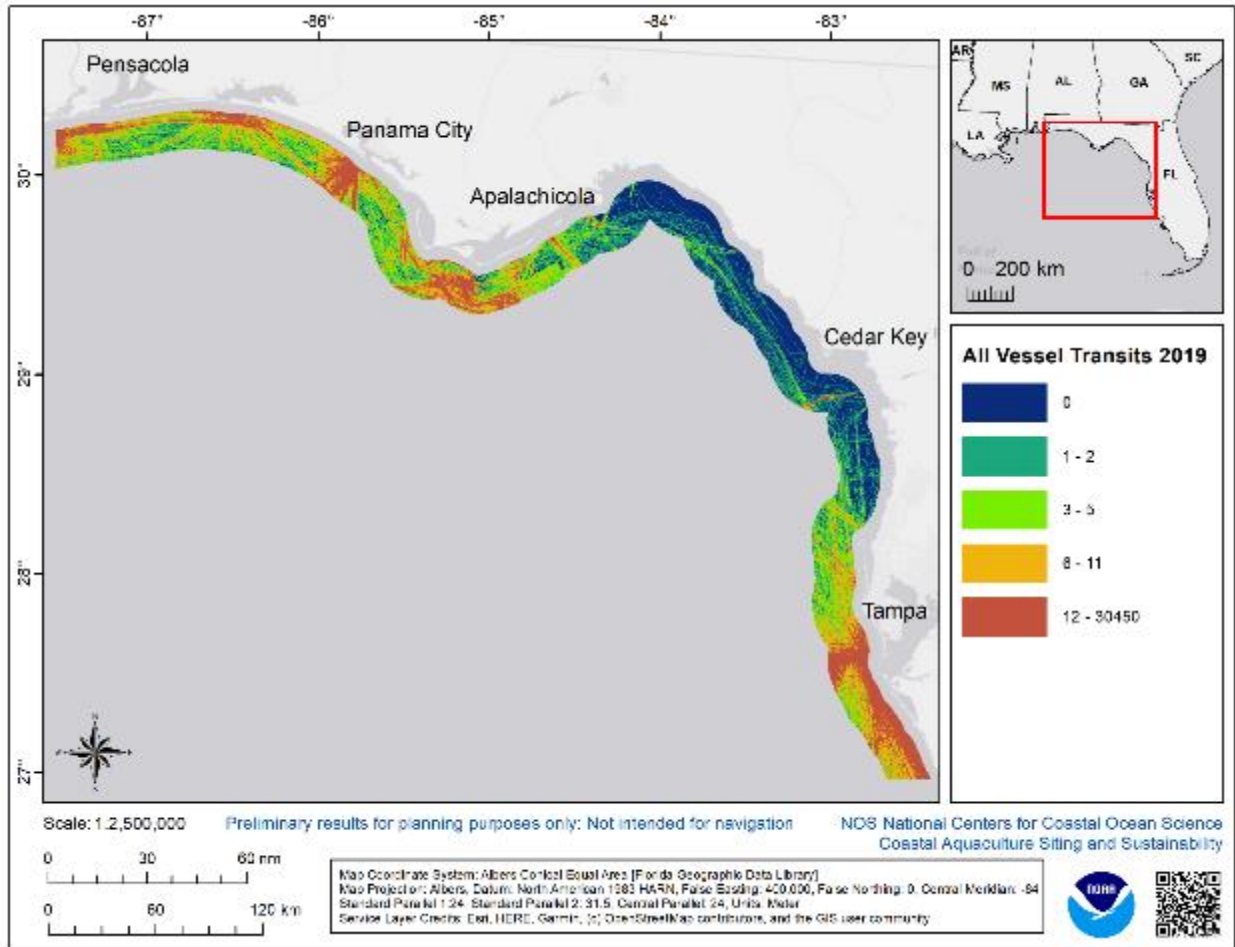 -87° -86° -85° -84° -83°
Pensacola
Panama City
Apalachicola
Cedar Key
Tampa
30°
29°
28°
27°
N
AR
MS
AL
GA
SC
LA
FL
0 200 km
All Vessel Transits 2019
0
1 - 2
3 - 5
6 - 11
12 - 30450
Scale: 1:2,500,000
Preliminary results for planning purposes only: Not intended for navigation
NOS National Centers for Coastal Ocean Science
Coastal Aquaculture Siting and Sustainability
0 30 60 nm
0 60 120 km
Map Coordinate System: Albers Conical Equal Area [Florida Geographic Data Library]
Map Projection: Albers, Datum: North American 1983 HARN, False Easting: 400,000, False Northing: 0, Central Meridian: -84
Standard Parallel 1:24, Standard Parallel 2: 31.5, Central Parallel: 24, Units: Meter
Service Layer Credits: Esri, HERE, Garmin, (c) OpenStreetMap contributors, and the GIS user community
NOAA